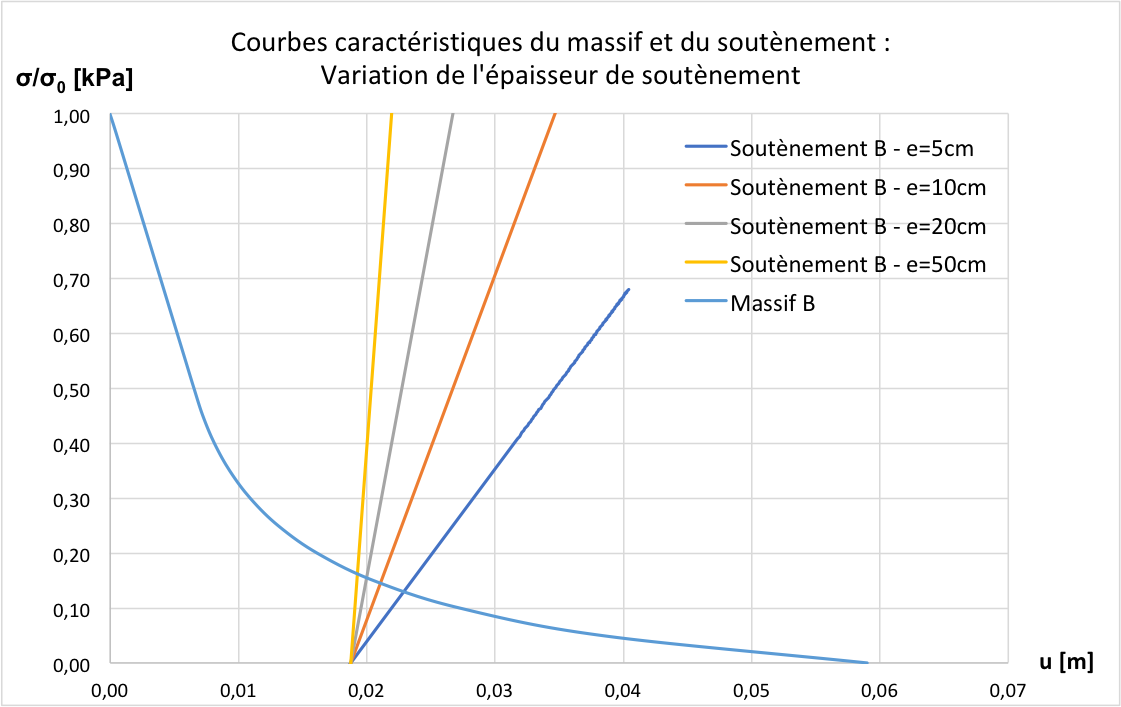 Courbes caractéristiques du massif et du soutènement :
Variation de l'épaisseur de soutènement
σ/σ₀ [kPa]
1,00
0,90
0,80
0,70
0,60
0,50
0,40
0,30
0,20
0,10
0,00
Soutènement B - e=5cm
Soutènement B - e=10cm
Soutènement B - e=20cm
Soutènement B - e=50cm
Massif B
u [m]
0,00 0,01 0,02 0,03 0,04 0,05 0,06 0,07